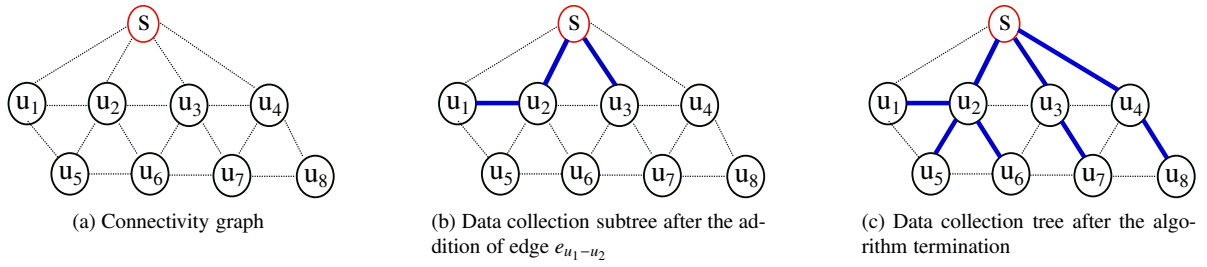 s
u1 u2 u3 u4
u5 u6 u7 u8
(a) Connectivity graph
s
u1 u2 u3 u4
u5 u6 u7 u8
(b) Data collection subtree after the ad-
dition of edge e_{u1−u2}
s
u1 u2 u3 u4
u5 u6 u7 u8
(c) Data collection tree after the algo-
rithm termination